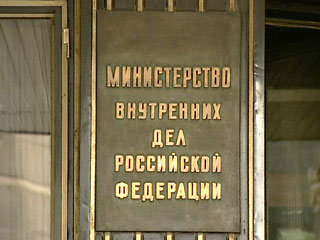 МИНИСТЕРСТВО
ВНУТРЕННИХ
ДЕЛ
РОССИЙСКОЙ
ФЕДЕРАЦИИ